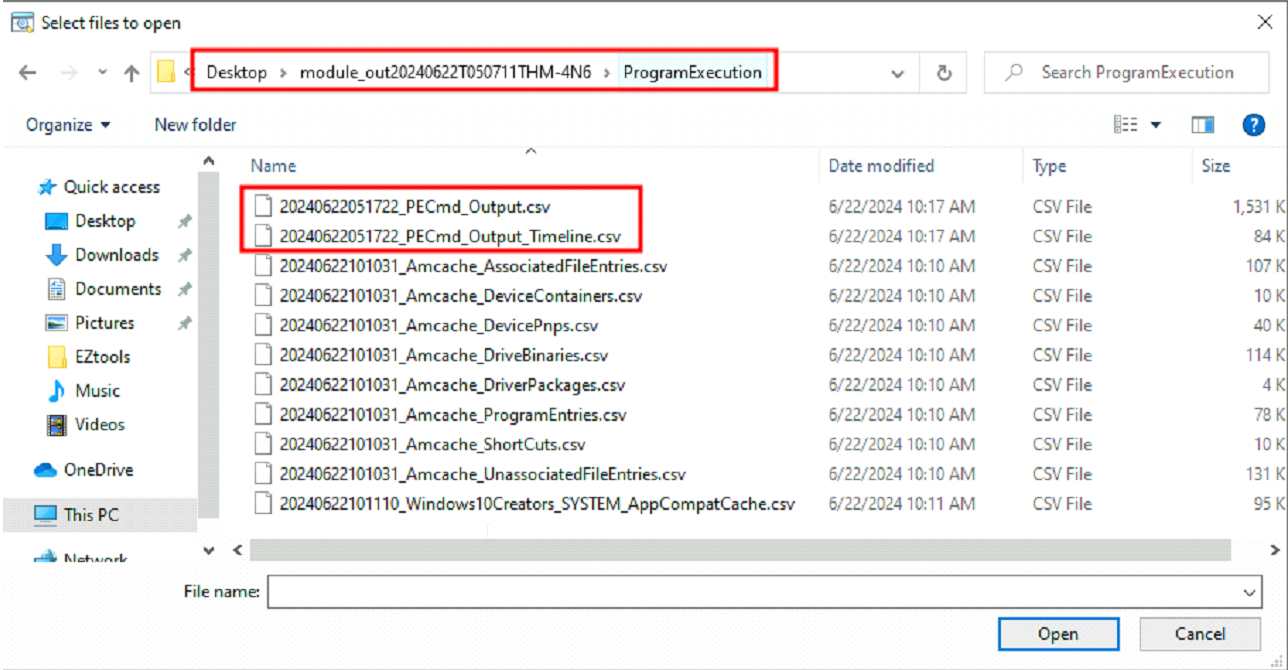 Select files to open
« Desktop › module_out20240622T050711THM-4N6 › ProgramExecution
Search ProgramExecution
Organize
New folder
Name Date modified Type Size
Quick access
Desktop
Downloads
Documents
Pictures
EZtools
Music
Videos
OneDrive
This PC
Network
20240622051722_PECmd_Output.csv 6/22/2024 10:17 AM CSV File 1,531 K
20240622051722_PECmd_Output_Timeline.csv 6/22/2024 10:17 AM CSV File 84 K
20240622101031_Amcache_AssociatedFileEntries.csv 6/22/2024 10:10 AM CSV File 107 K
20240622101031_Amcache_DeviceContainers.csv 6/22/2024 10:10 AM CSV File 10 K
20240622101031_Amcache_DevicePnps.csv 6/22/2024 10:10 AM CSV File 40 K
20240622101031_Amcache_DriveBinaries.csv 6/22/2024 10:10 AM CSV File 114 K
20240622101031_Amcache_DriverPackages.csv 6/22/2024 10:10 AM CSV File 4 K
20240622101031_Amcache_ProgramEntries.csv 6/22/2024 10:10 AM CSV File 78 K
20240622101031_Amcache_ShortCuts.csv 6/22/2024 10:10 AM CSV File 10 K
20240622101031_Amcache_UnassociatedFileEntries.csv 6/22/2024 10:10 AM CSV File 131 K
20240622101110_Windows10Creators_SYSTEM_AppCompatCache.csv 6/22/2024 10:11 AM CSV File 95 K
File name:
Open
Cancel